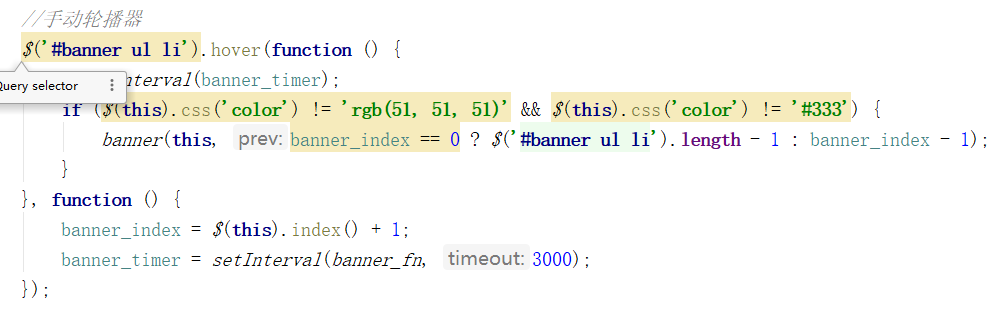 //手动轮播器
$('#banner ul li').hover(function () {
Query selector
nterval(banner_timer);
if ($(this).css('color') != 'rgb(51, 51, 51)' && $(this).css('color') != '#333') {
banner(this, prev: banner_index == 0 ? $('#banner ul li').length - 1 : banner_index - 1);
}
}, function () {
banner_index = $(this).index() + 1;
banner_timer = setInterval(banner_fn, timeout: 3000);
});